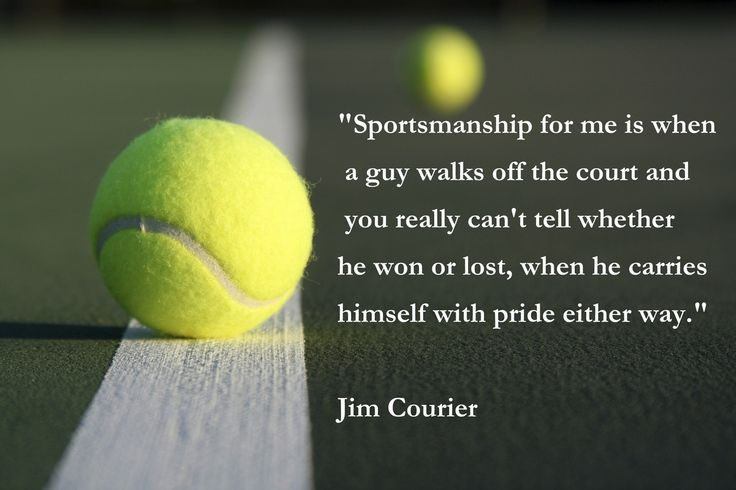 "Sportsmanship for me is when
a guy walks off the court and
you really can't tell whether
he won or lost, when he carries
himself with pride either way."
Jim Courier